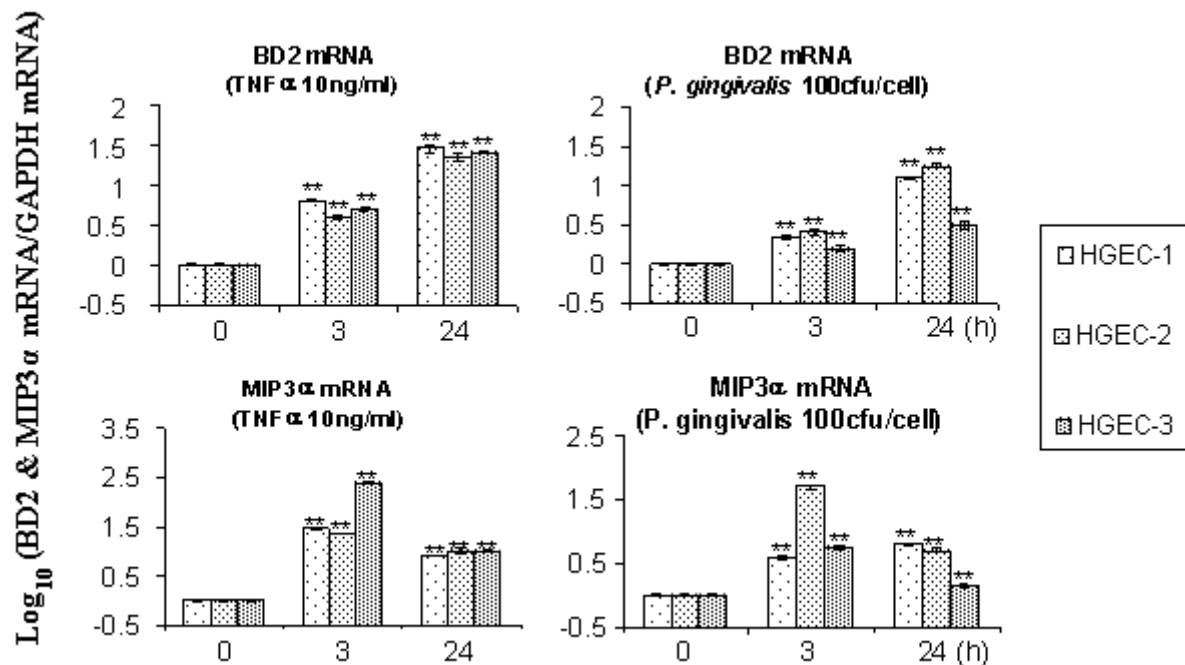 Log10 (BD2 & MIP3α mRNA/GAPDH mRNA)
BD2 mRNA
(TNFα 10ng/ml)
2
1.5
1
0.5
0
-0.5
** ** **
** ** **
0 3 24
BD2 mRNA
(P. gingivalis 100cfu/cell)
2
1.5
1
0.5
0
-0.5
** ** **
** ** **
0 3 24 (h)
MIP3α mRNA
(TNFα 10ng/ml)
3.5
2.5
1.5
0.5
-0.5
** ** **
** ** **
0 3 24
MIP3α mRNA
(P. gingivalis 100cfu/cell)
2.5
1.5
0.5
-0.5
** ** **
** ** **
0 3 24 (h)
HGEC-1
HGEC-2
HGEC-3